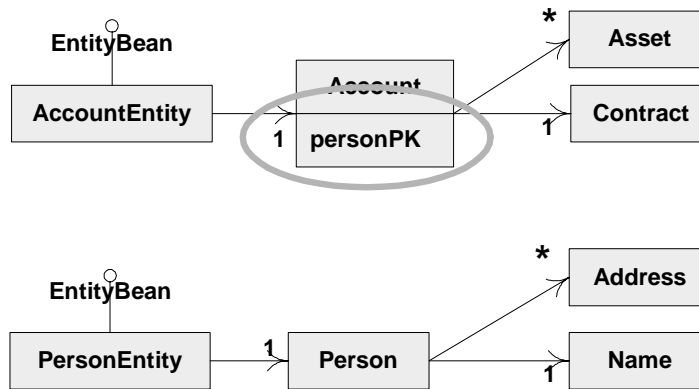 *
Asset
EntityBean
Account
AccountEntity
Contract
1
personPK
1
*
Address
EntityBean
1
PersonEntity
Person
Name
1